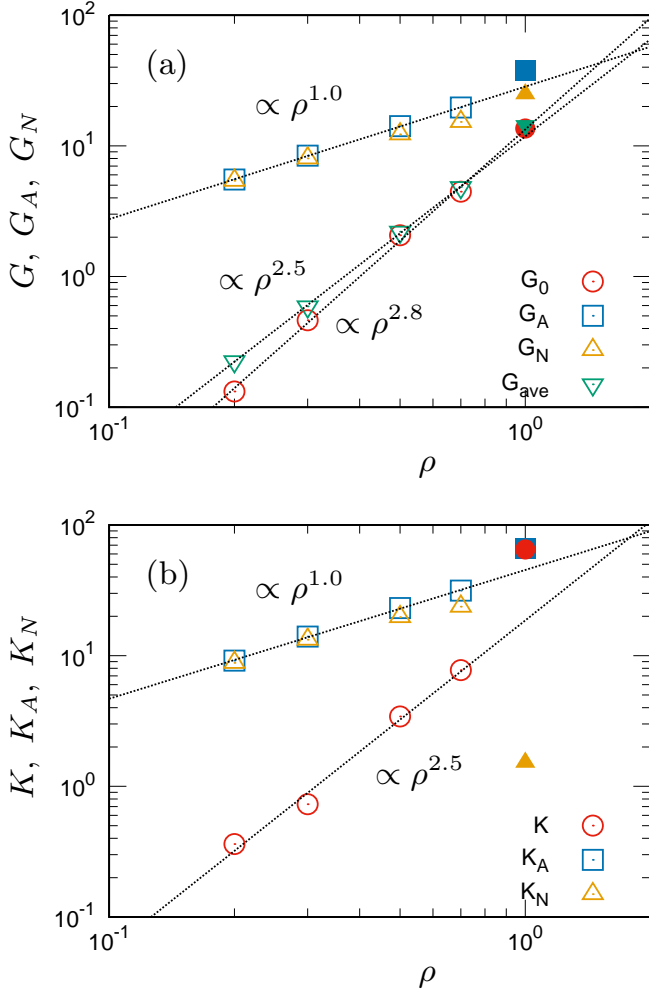 (a)
10^2
10^1
10^0
10^{-1}
G, G_A, G_N
∝ ρ^{1.0}
∝ ρ^{2.5}
∝ ρ^{2.8}
G_0
G_A
G_N
G_{ave}
10^{-1}
10^0
ρ
(b)
10^2
10^1
10^0
10^{-1}
K, K_A, K_N
∝ ρ^{1.0}
∝ ρ^{2.5}
K
K_A
K_N
10^{-1}
10^0
ρ